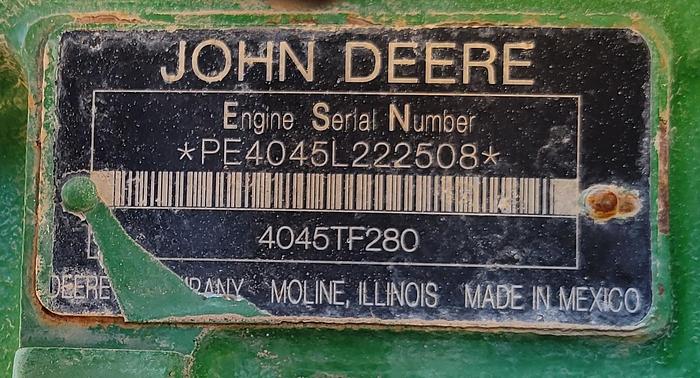 JOHN DEERE
Engine Serial Number
*PE4045L222508*
4045TF280
DEERE MOLINE, ILLINOIS MADE IN MEXICO